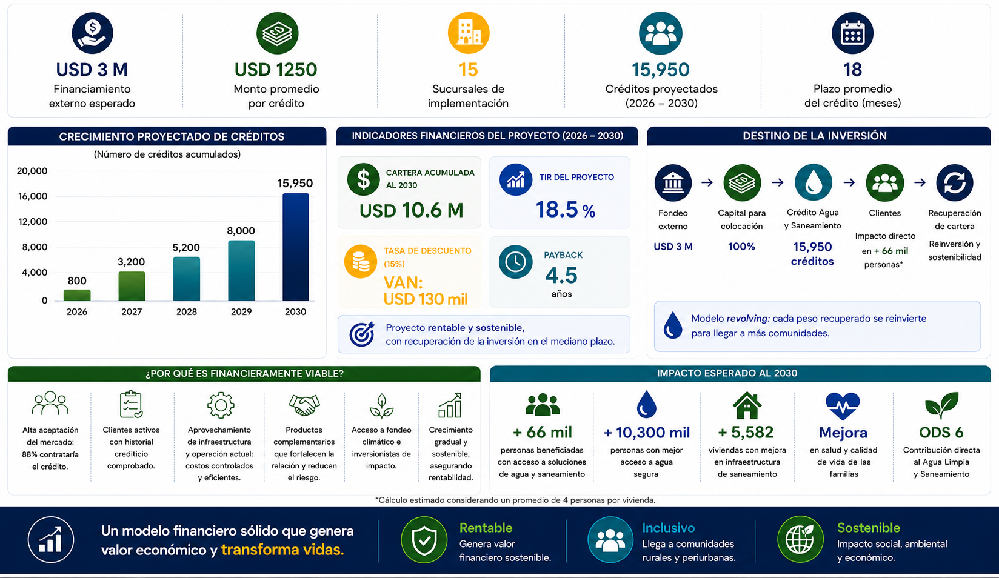 USD 3 M
Financiamiento
externo esperado
USD 1250
Monto promedio
por crédito
15
Sucursales de
implementación
15,950
Créditos proyectados
(2026 – 2030)
18
Plazo promedio
del crédito (meses)
CRECIMIENTO PROYECTADO DE CRÉDITOS
(Número de créditos acumulados)
20,000
16,000
12,000
8,000
4,000
0
800
3,200
5,200
8,000
15,950
2026
2027
2028
2029
2030
INDICADORES FINANCIEROS DEL PROYECTO (2026 – 2030)
$
CARTERA ACUMULADA
AL 2030
USD 10.6 M
TIR DEL PROYECTO
18.5 %
TASA DE DESCUENTO
(15%)
VAN:
USD 130 mil
PAYBACK
4.5
años
Proyecto rentable y sostenible,
con recuperación de la inversión en el mediano plazo.
DESTINO DE LA INVERSIÓN
Fondeo
externo
USD 3 M
Capital para
colocación
100%
Crédito Agua
y Saneamiento
15,950
créditos
Clientes
Impacto directo
en + 66 mil
personas*
Recuperación
de cartera
Reinversión y
sostenibilidad
Modelo revolving: cada peso recuperado se reinvierte
para llegar a más comunidades.
¿POR QUÉ ES FINANCIERAMENTE VIABLE?
Alta aceptación
del mercado:
88% contrataría
el crédito.
Clientes activos
con historial
crediticio
comprobado.
Aprovechamiento
de infraestructura
y operación actual:
costos controlados
y eficientes.
Productos
complementarios
que fortalecen la
relación y reducen
el riesgo.
Acceso a fondeo
climático e
inversionistas de
impacto.
Crecimiento
gradual y
sostenible,
asegurando
rentabilidad.
IMPACTO ESPERADO AL 2030
+ 66 mil
personas beneficiadas
con acceso a soluciones
de agua y saneamiento
+ 10,300 mil
personas con mejor
acceso a agua
segura
+ 5,582
viviendas con mejora
en infraestructura
de saneamiento
Mejora
en salud y calidad
de vida de las
familias
ODS 6
Contribución directa
al Agua Limpia
y Saneamiento
*Cálculo estimado considerando un promedio de 4 personas por vivienda.
Un modelo financiero sólido que genera
valor económico y transforma vidas.
Rentable
Genera valor
financiero sostenible.
Inclusivo
Llega a comunidades
rurales y periurbanas.
Sostenible
Impacto social, ambiental
y económico.